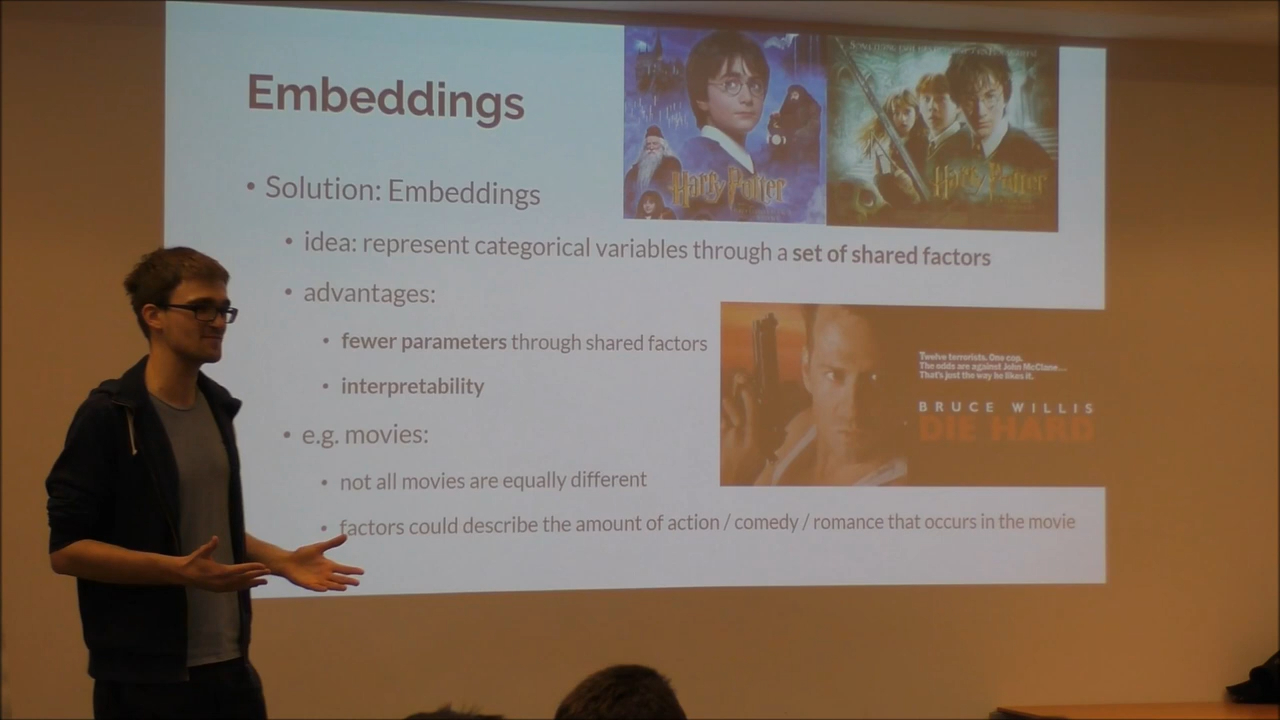 Embeddings
Harry Potter
Harry Potter
• Solution: Embeddings
• idea: represent categorical variables through a set of shared factors
• advantages:
• fewer parameters through shared factors
• interpretability
Twelve terrorists. One cop.
The odds are against John McClane...
That's just the way he likes it.
BRUCE WILLIS
DIE HARD
• e.g. movies:
• not all movies are equally different
• factors could describe the amount of action / comedy / romance that occurs in the movie